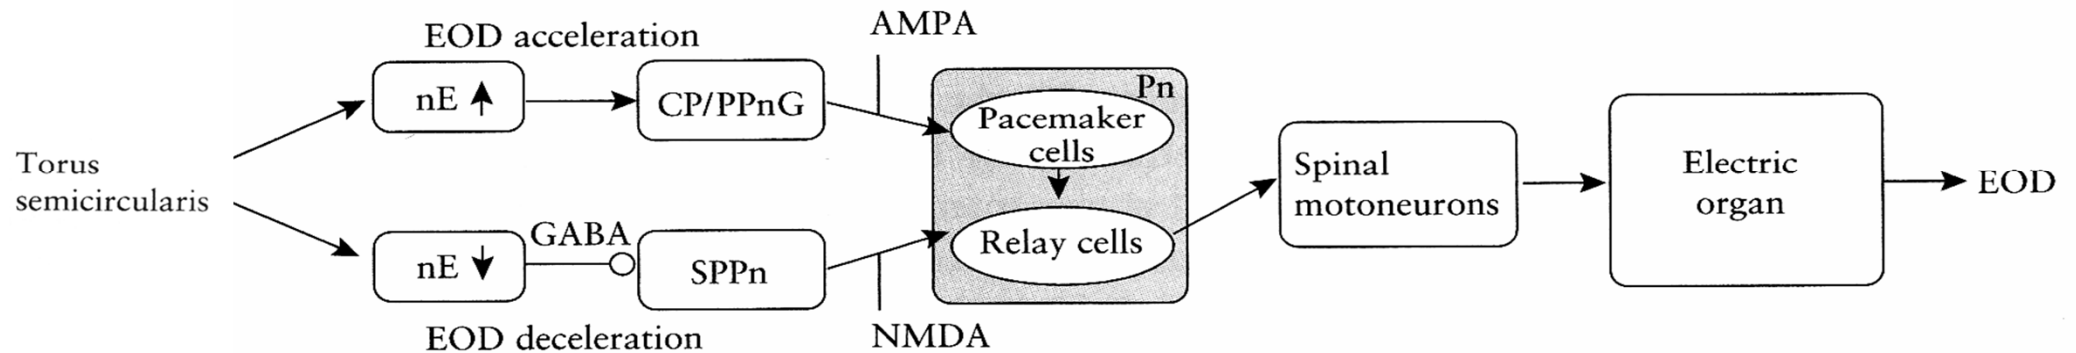 AMPA
EOD acceleration
nE ↑
CP/PPnG
Pn
Pacemaker
cells
Torus
semicircularis
Spinal
motoneurons
Electric
organ
EOD
GABA
nE ↓
SPPn
Relay cells
EOD deceleration
NMDA